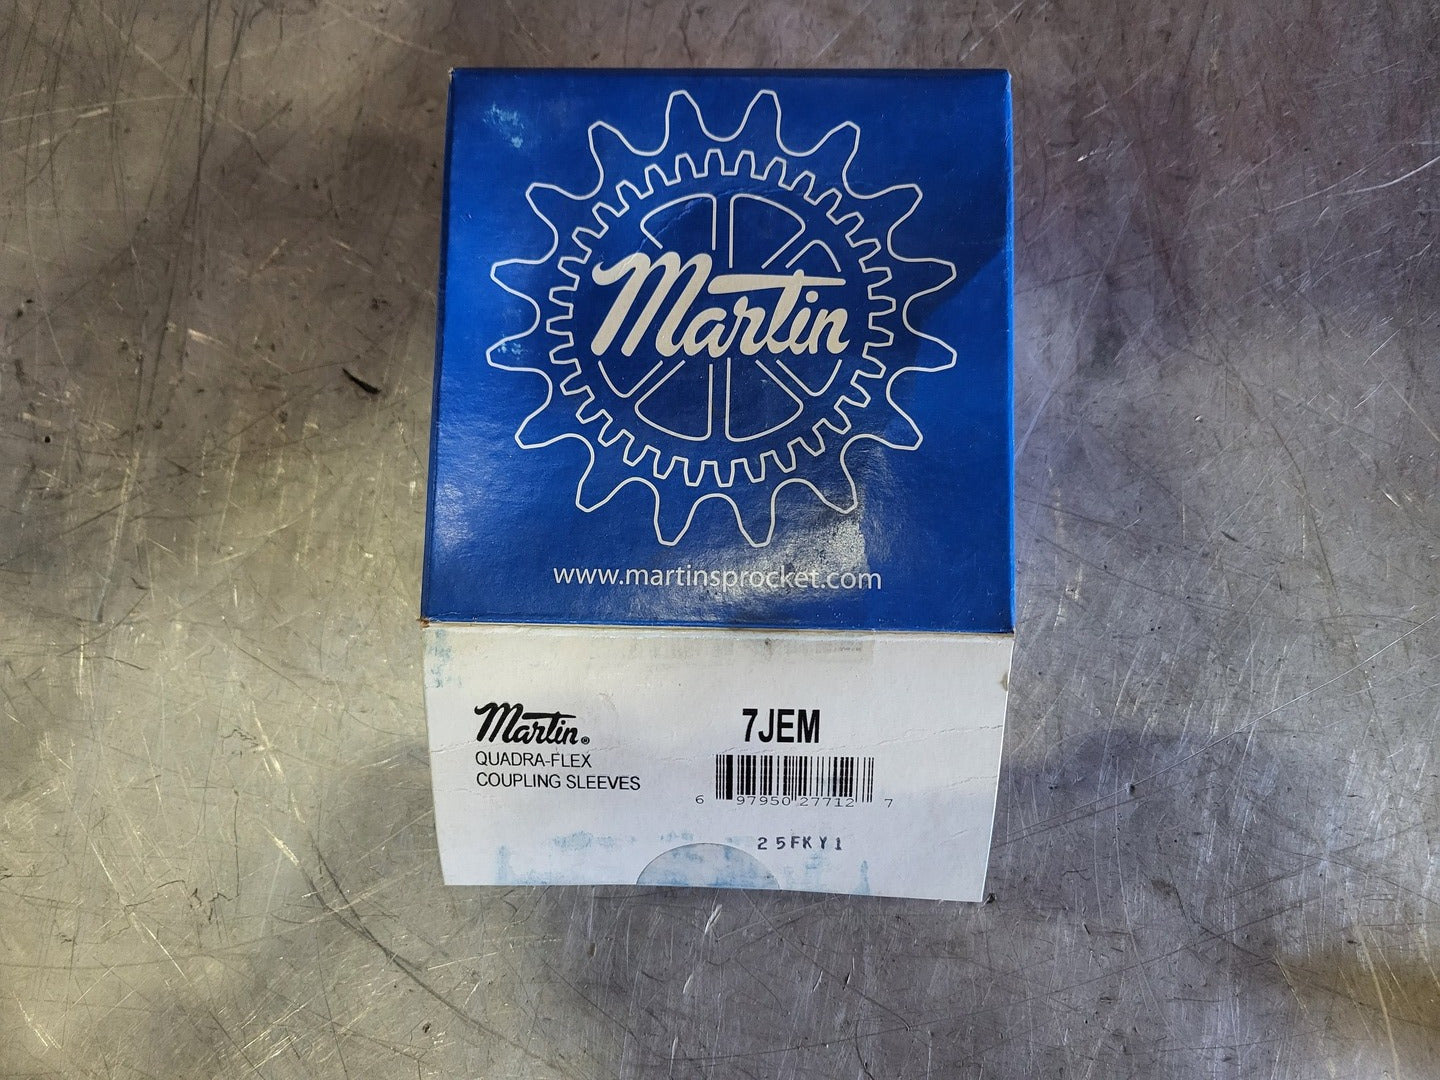 Martin
www.martinsprocket.com
Martin®
QUADRA-FLEX
COUPLING SLEEVES
7JEM
6 97950 27712 7
25FKY1